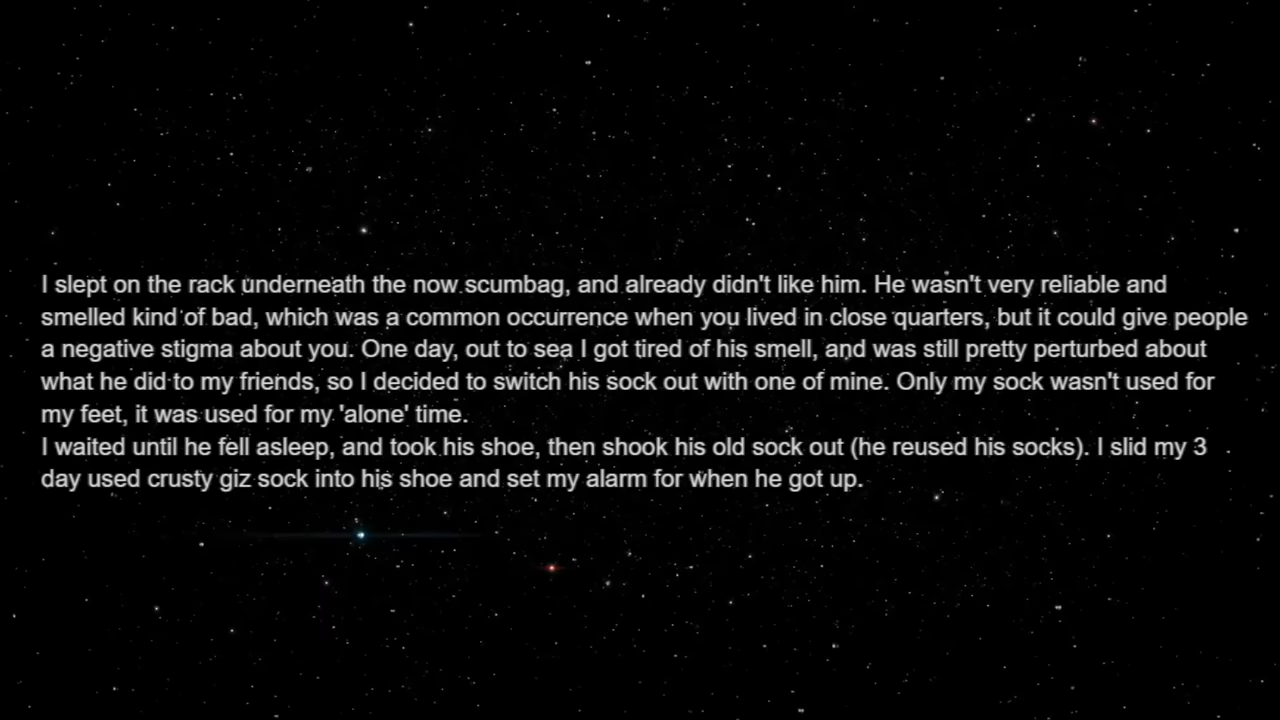 I slept on the rack underneath the now scumbag, and already didn't like him. He wasn't very reliable and
smelled kind of bad, which was a common occurrence when you lived in close quarters, but it could give people
a negative stigma about you. One day, out to sea I got tired of his smell, and was still pretty perturbed about
what he did to my friends, so I decided to switch his sock out with one of mine. Only my sock wasn't used for
my feet, it was used for my 'alone' time.
I waited until he fell asleep, and took his shoe, then shook his old sock out (he reused his socks). I slid my 3
day used crusty giz sock into his shoe and set my alarm for when he got up.